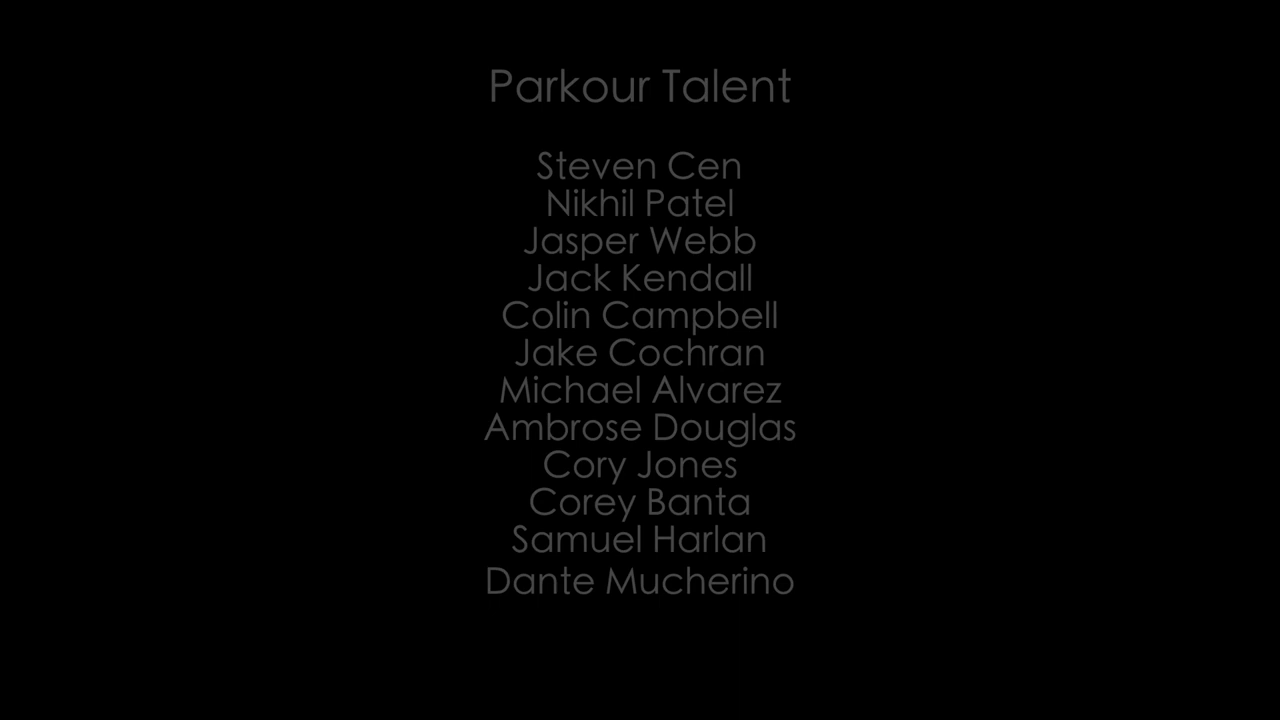 Parkour Talent
Steven Cen
Nikhil Patel
Jasper Webb
Jack Kendall
Colin Campbell
Jake Cochran
Michael Alvarez
Ambrose Douglas
Cory Jones
Corey Banta
Samuel Harlan
Dante Mucherino